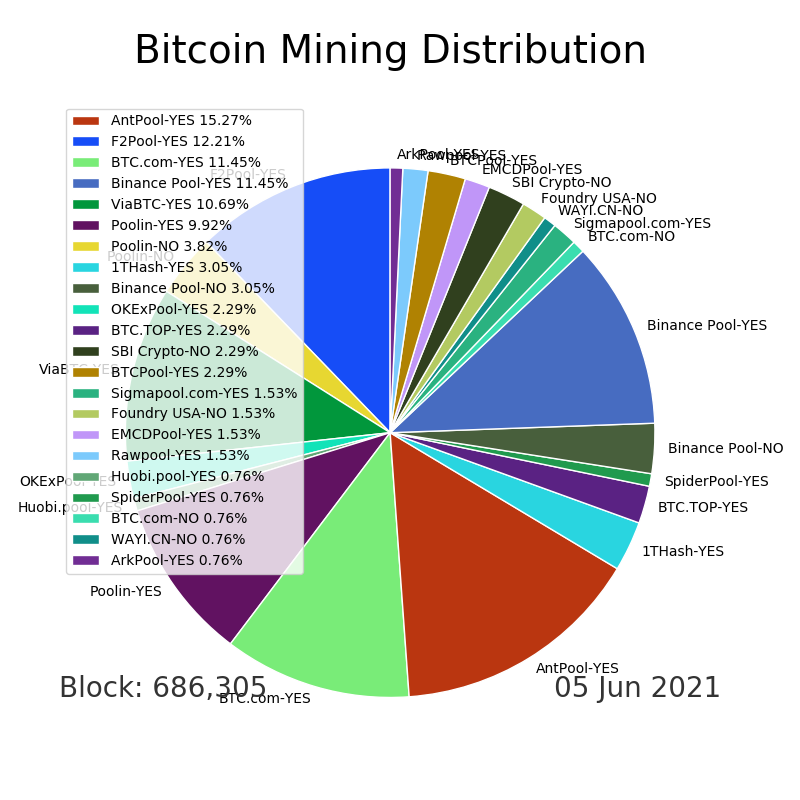 Bitcoin Mining Distribution
AntPool-YES 15.27%
F2Pool-YES 12.21%
BTC.com-YES 11.45%
Binance Pool-YES 11.45%
ViaBTC-YES 10.69%
Poolin-YES 9.92%
Poolin-NO 3.82%
1THash-YES 3.05%
Binance Pool-NO 3.05%
OKExPool-YES 2.29%
BTC.TOP-YES 2.29%
SBI Crypto-NO 2.29%
BTCPool-YES 2.29%
Sigmapool.com-YES 1.53%
Foundry USA-NO 1.53%
EMCDPool-YES 1.53%
Rawpool-YES 1.53%
Huobi.pool-YES 0.76%
SpiderPool-YES 0.76%
BTC.com-NO 0.76%
WAYI.CN-NO 0.76%
ArkPool-YES 0.76%
ArkPool-YES
Rawpool-YES
BTCPool-YES
EMCDPool-YES
SBI Crypto-NO
Foundry USA-NO
WAYI.CN-NO
Sigmapool.com-YES
BTC.com-NO
Binance Pool-YES
Binance Pool-NO
SpiderPool-YES
BTC.TOP-YES
1THash-YES
AntPool-YES
BTC.com-YES
Poolin-YES
Huobi.pool-YES
OKExPool-YES
ViaBTC-YES
Poolin-NO
F2Pool-YES
Block: 686,305
05 Jun 2021